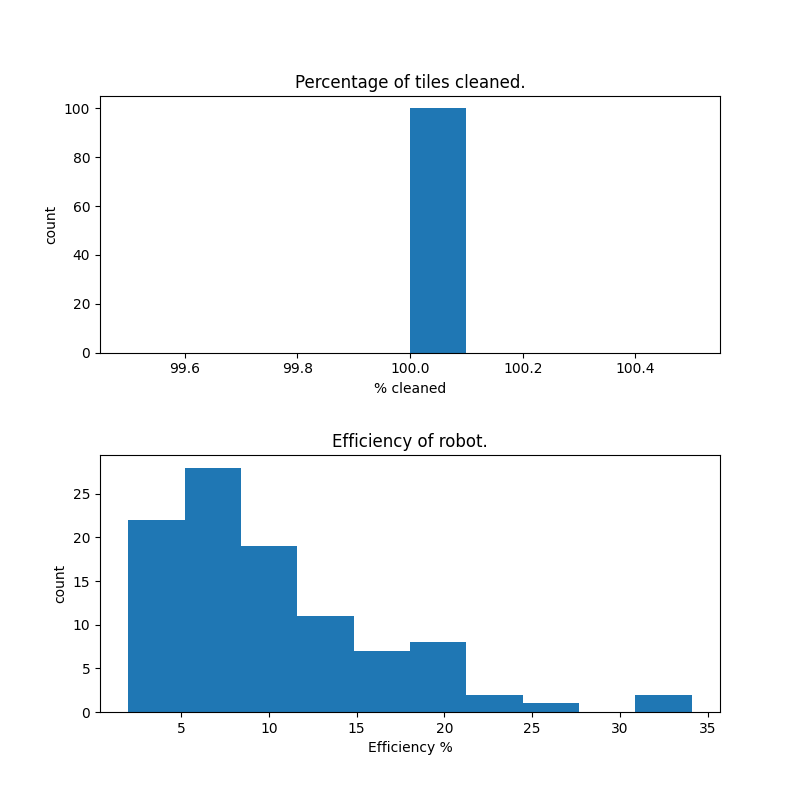 Percentage of tiles cleaned.
100
80
60
40
20
0
count
99.6 99.8 100.0 100.2 100.4
% cleaned
Efficiency of robot.
25
20
15
10
5
0
count
5 10 15 20 25 30 35
Efficiency %